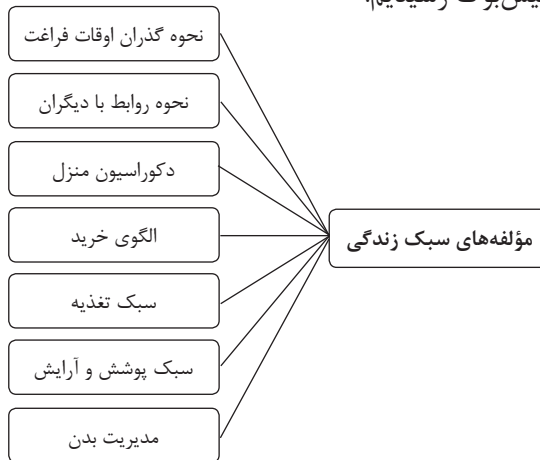 رسیدیم.
نحوه گذران اوقات فراغت
نحوه روابط با دیگران
دکوراسیون منزل
مؤلفه‌های سبک زندگی
الگوی خرید
سبک تغذیه
سبک پوشش و آرایش
مدیریت بدن